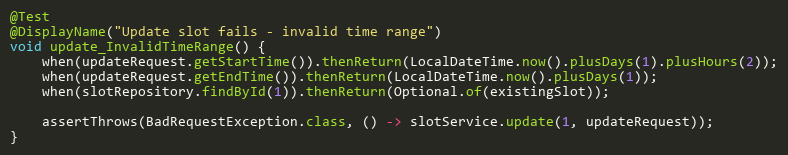 @Test
@DisplayName("Update slot fails - invalid time range")
void update_InvalidTimeRange() {
    when(updateRequest.getStartTime()).thenReturn(LocalDateTime.now().plusDays(1).plusHours(2));
    when(updateRequest.getEndTime()).thenReturn(LocalDateTime.now().plusDays(1));
    when(slotRepository.findById(1)).thenReturn(Optional.of(existingSlot));

    assertThrows(BadRequestException.class, () -> slotService.update(1, updateRequest));
}